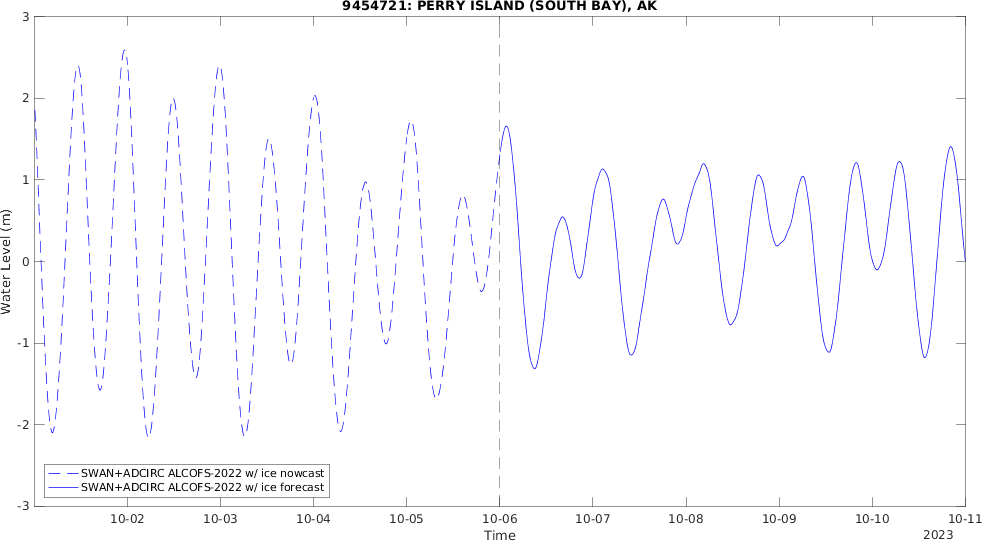 9454721: PERRY ISLAND (SOUTH BAY), AK
3
2
1
0
-1
-2
-3
Water Level (m)
SWAN+ADCIRC ALCOFS-2022 w/ ice nowcast
SWAN+ADCIRC ALCOFS-2022 w/ ice forecast
10-02 10-03 10-04 10-05 10-06 10-07 10-08 10-09 10-10 10-11
Time
2023